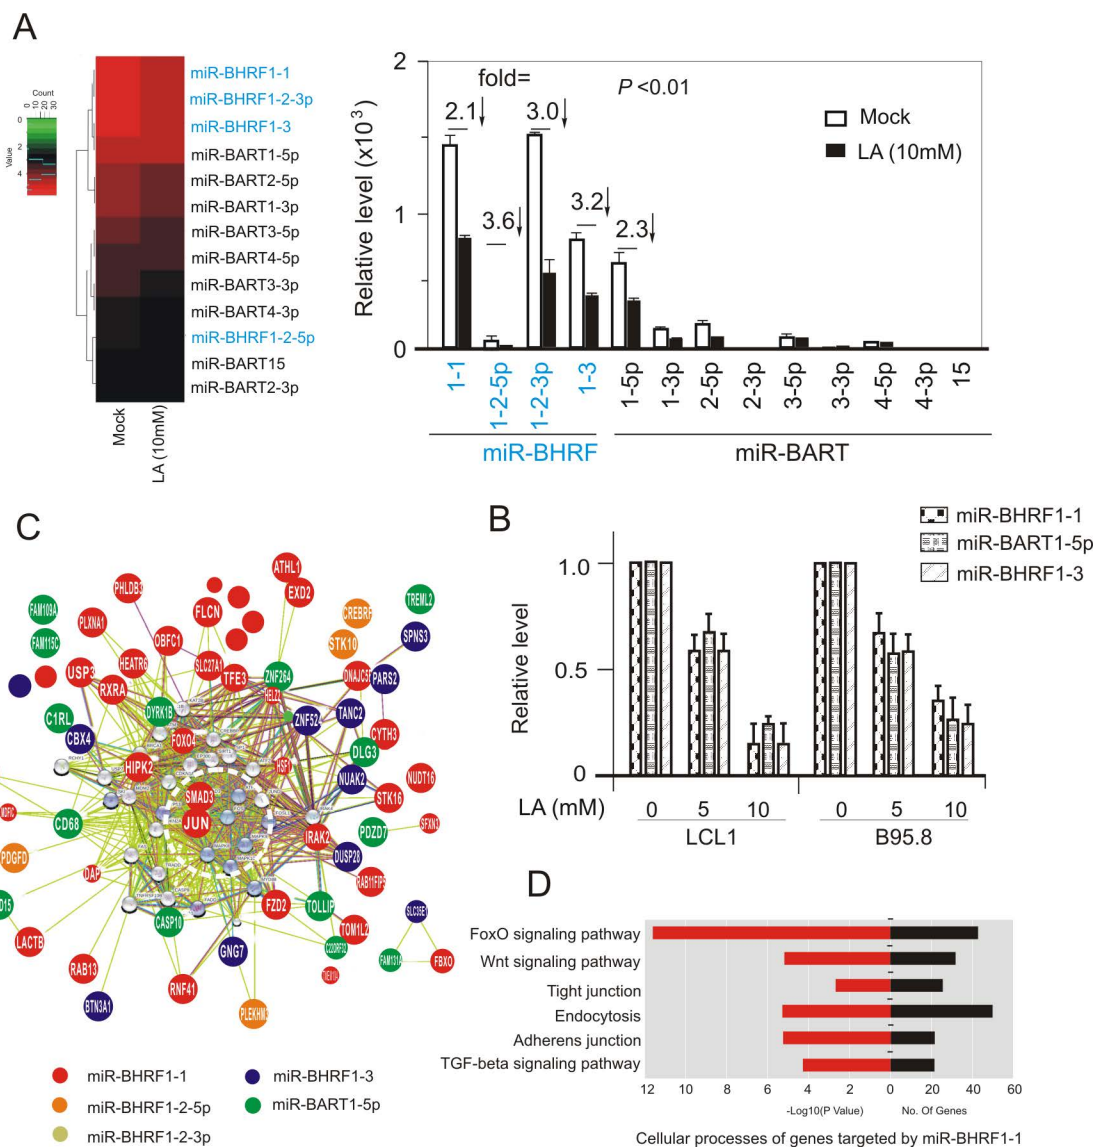 A
Count
0 10 20 30
Value
0
2
4
miR-BHRF1-1
miR-BHRF1-2-3p
miR-BHRF1-3
miR-BART1-5p
miR-BART2-5p
miR-BART1-3p
miR-BART3-5p
miR-BART4-5p
miR-BART3-3p
miR-BART4-3p
miR-BHRF1-2-5p
miR-BART15
miR-BART2-3p
Mock
LA (10mM)
Relative level (x10³)
2
1
0
fold=
P <0.01
2.1
3.6
3.0
3.2
2.3
Mock
LA (10mM)
1-1
1-2-5p
1-2-3p
1-3
1-5p
1-3p
2-5p
2-3p
3-5p
3-3p
4-5p
4-3p
15
miR-BHRF
miR-BART
C
ATHL1
EXD2
PHLDB3
FLCN
CREBRF
TREML2
FAM109A
PLXNA1
STK10
SPNS3
FAM115C
OBFC1
HEATR6
SLC27A1
TFE3
ZNF264
PARS2
USP3
RXRA
HELZ2
C1RL
DYRK1B
ZNF524
TANC2
CBX4
FOXO4
CYTH3
DLG3
HIPK2
HSF1
NUAK2
NUDT16
SMAD3
STK16
JUN
CD68
IRAK2
PDZD7
SFXN3
PDGFD
DUSP28
DAP
RAB11FIP5
FZD2
TOLLIP
CASP10
TOM1L2
LACTB
GNG7
FAM131A
FBXO
RAB13
RNF41
BTN3A1
miR-BHRF1-1
miR-BHRF1-2-5p
miR-BHRF1-2-3p
miR-BHRF1-3
miR-BART1-5p
B
miR-BHRF1-1
miR-BART1-5p
miR-BHRF1-3
Relative level
1.0
0.5
0
LA (mM)
0 5 10 0 5 10
LCL1 B95.8
D
FoxO signaling pathway
Wnt signaling pathway
Tight junction
Endocytosis
Adherens junction
TGF-beta signaling pathway
12 10 8 6 4 2 0 20 40 60
-Log10(P Value) No. Of Genes
Cellular processes of genes targeted by miR-BHRF1-1